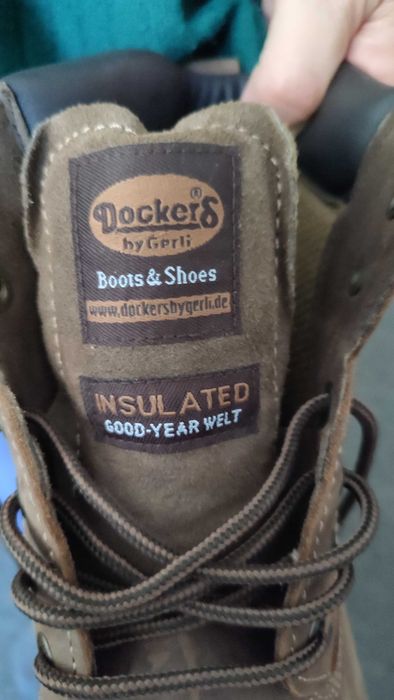 Dockers®
by Gerli
Boots & Shoes
www.dockersbygerli.de
INSULATED
GOOD-YEAR WELT